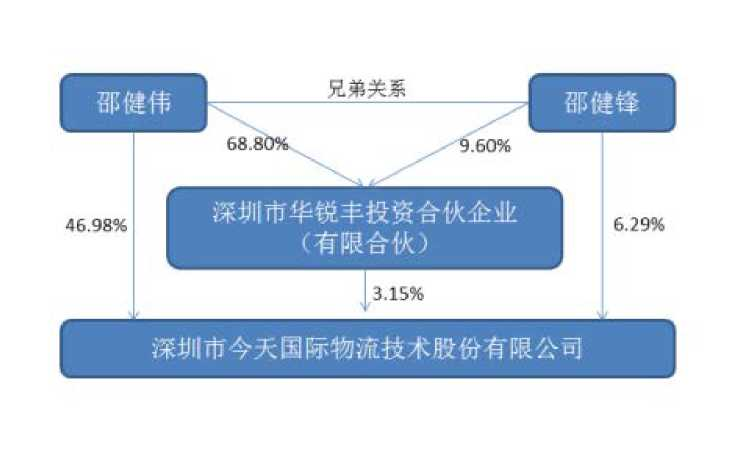 兄弟关系
邵健伟
邵健锋
68.80%
9.60%
46.98%
深圳市华锐丰投资合伙企业
（有限合伙）
6.29%
3.15%
深圳市今天国际物流技术股份有限公司